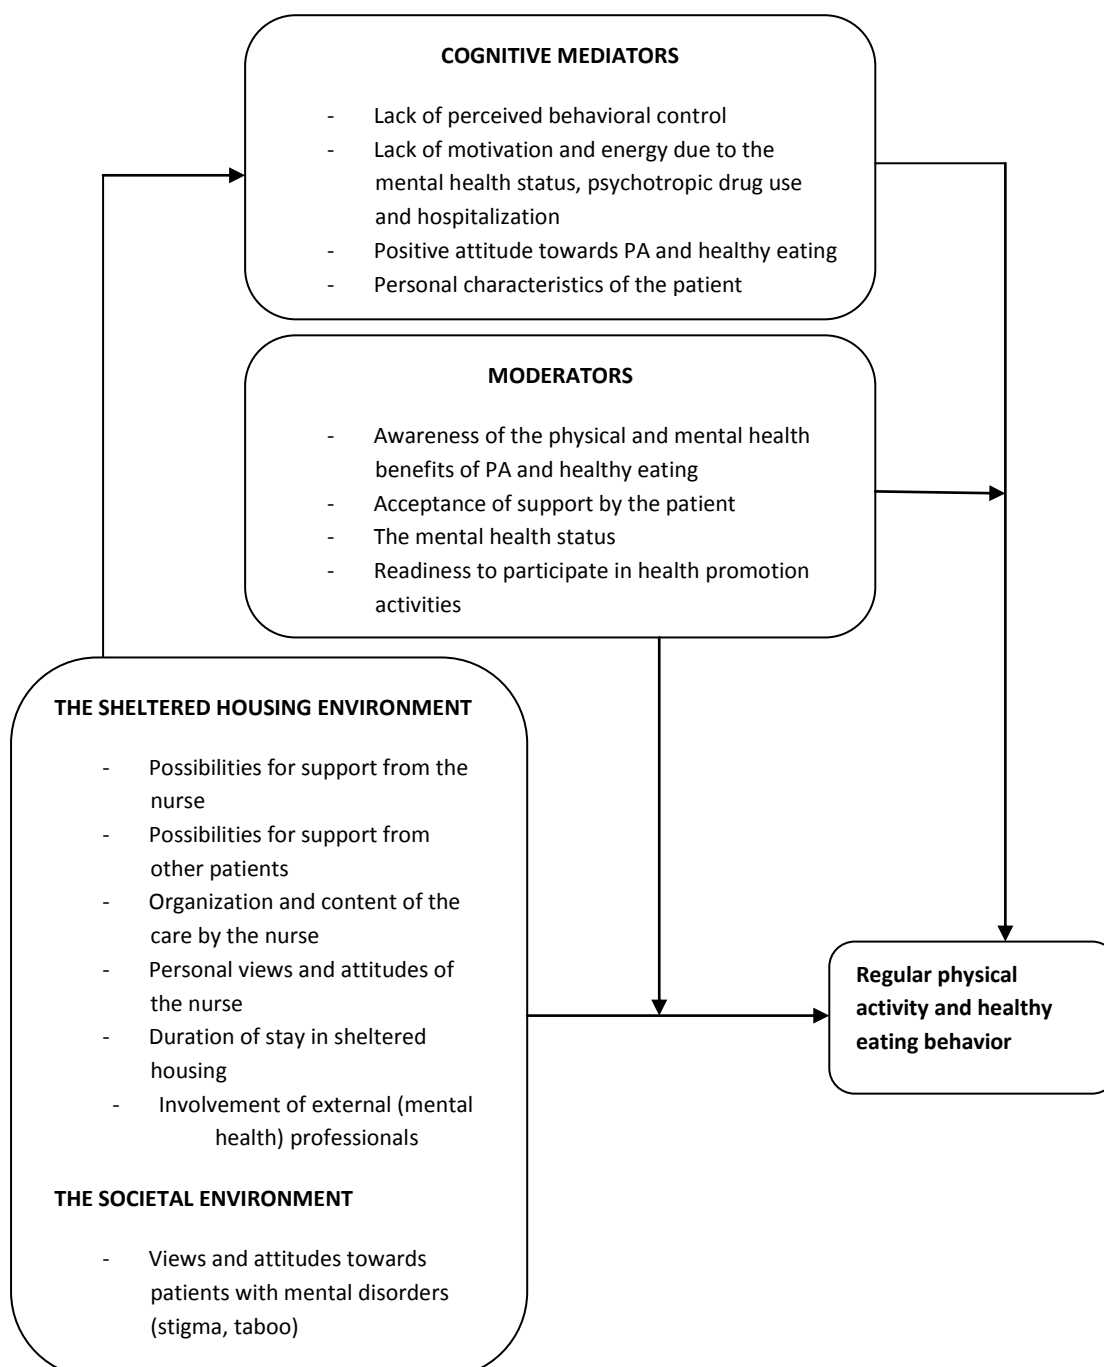 COGNITIVE MEDIATORS
- Lack of perceived behavioral control
- Lack of motivation and energy due to the
mental health status, psychotropic drug use
and hospitalization
- Positive attitude towards PA and healthy eating
- Personal characteristics of the patient
MODERATORS
- Awareness of the physical and mental health
benefits of PA and healthy eating
- Acceptance of support by the patient
- The mental health status
- Readiness to participate in health promotion
activities
THE SHELTERED HOUSING ENVIRONMENT
- Possibilities for support from the
nurse
- Possibilities for support from
other patients
- Organization and content of the
care by the nurse
- Personal views and attitudes of
the nurse
- Duration of stay in sheltered
housing
- Involvement of external (mental
health) professionals
THE SOCIETAL ENVIRONMENT
- Views and attitudes towards
patients with mental disorders
(stigma, taboo)
Regular physical
activity and healthy
eating behavior